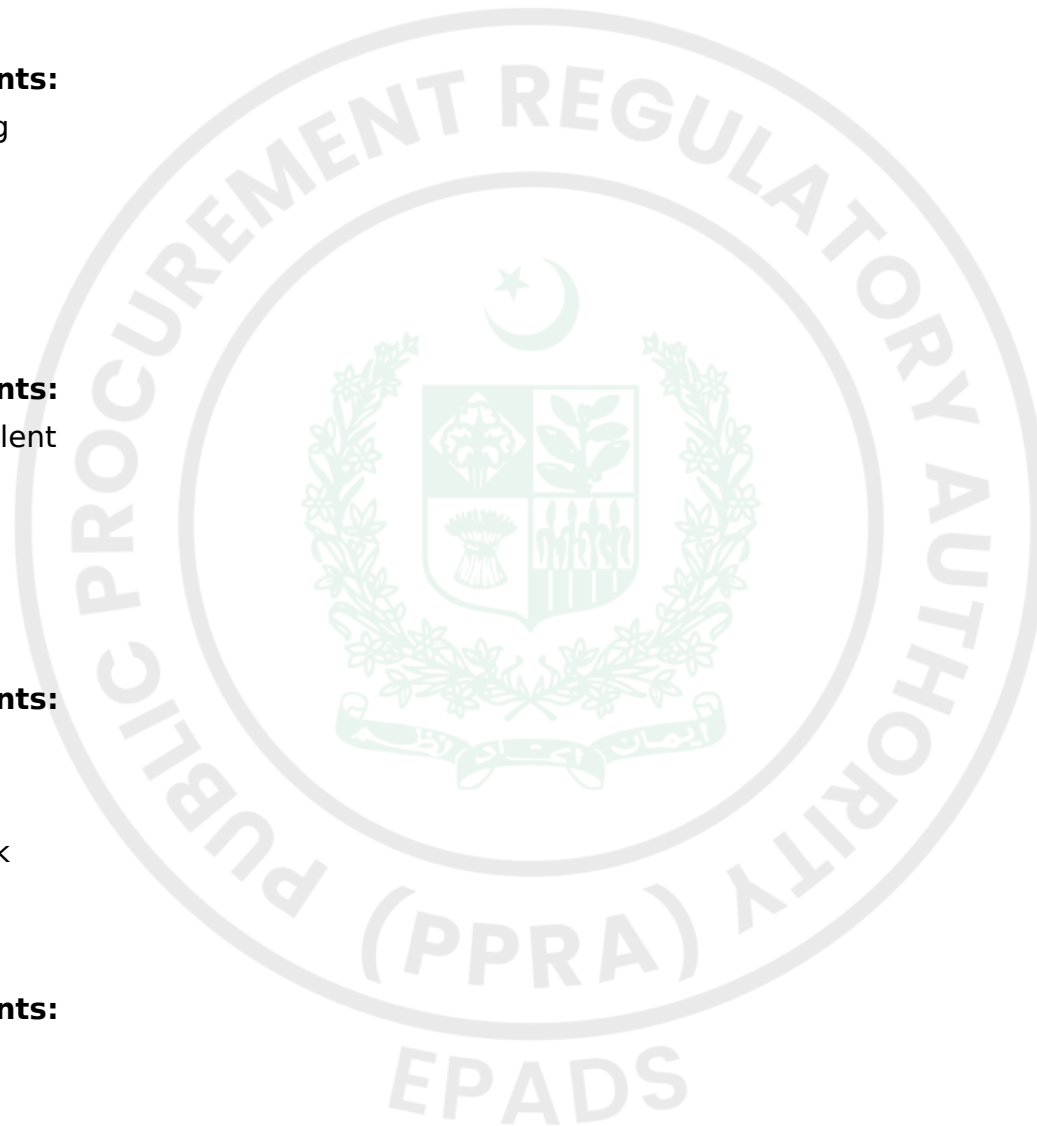 nts:
g
nts:
lent
nts:
k
nts:
PUBLIC PROCUREMENT REGULATORY AUTHORITY
(PPRA)
EPADS